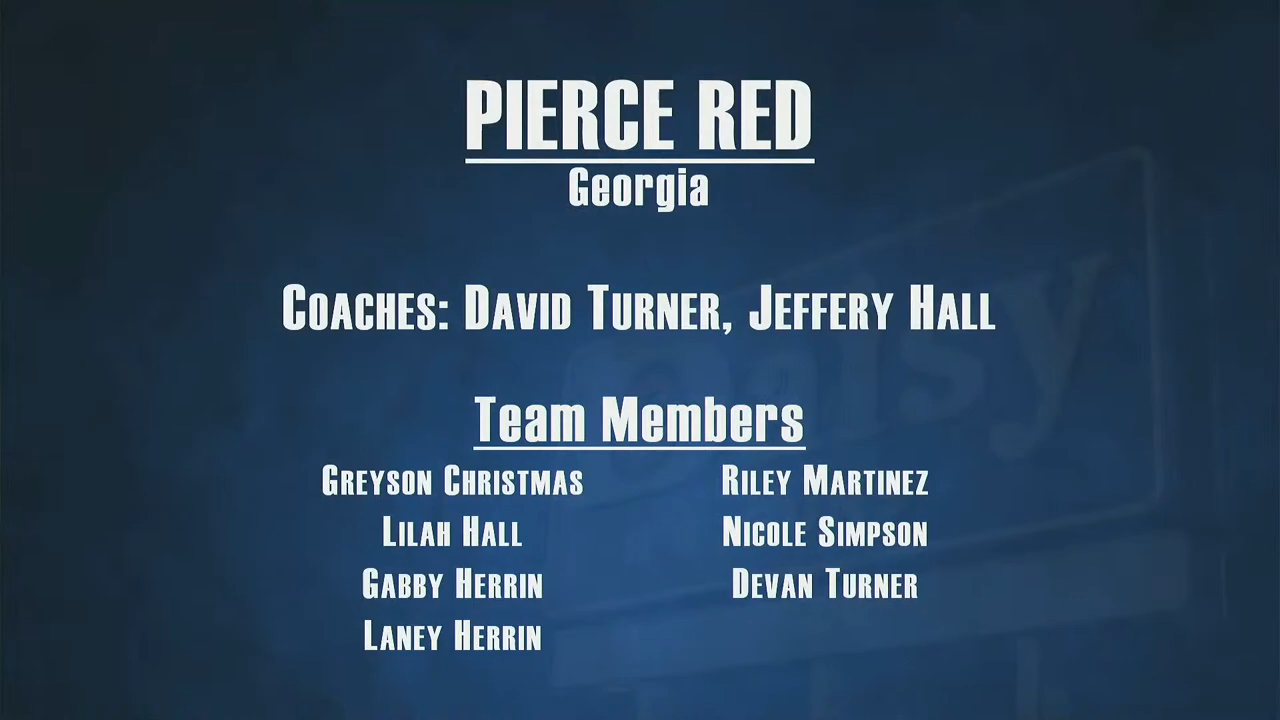 PIERCE RED
Georgia
COACHES: DAVID TURNER, JEFFERY HALL
Team Members
GREYSON CHRISTMAS
LILAH HALL
GABBY HERRIN
LANEY HERRIN
RILEY MARTINEZ
NICOLE SIMPSON
DEVAN TURNER
Daisy